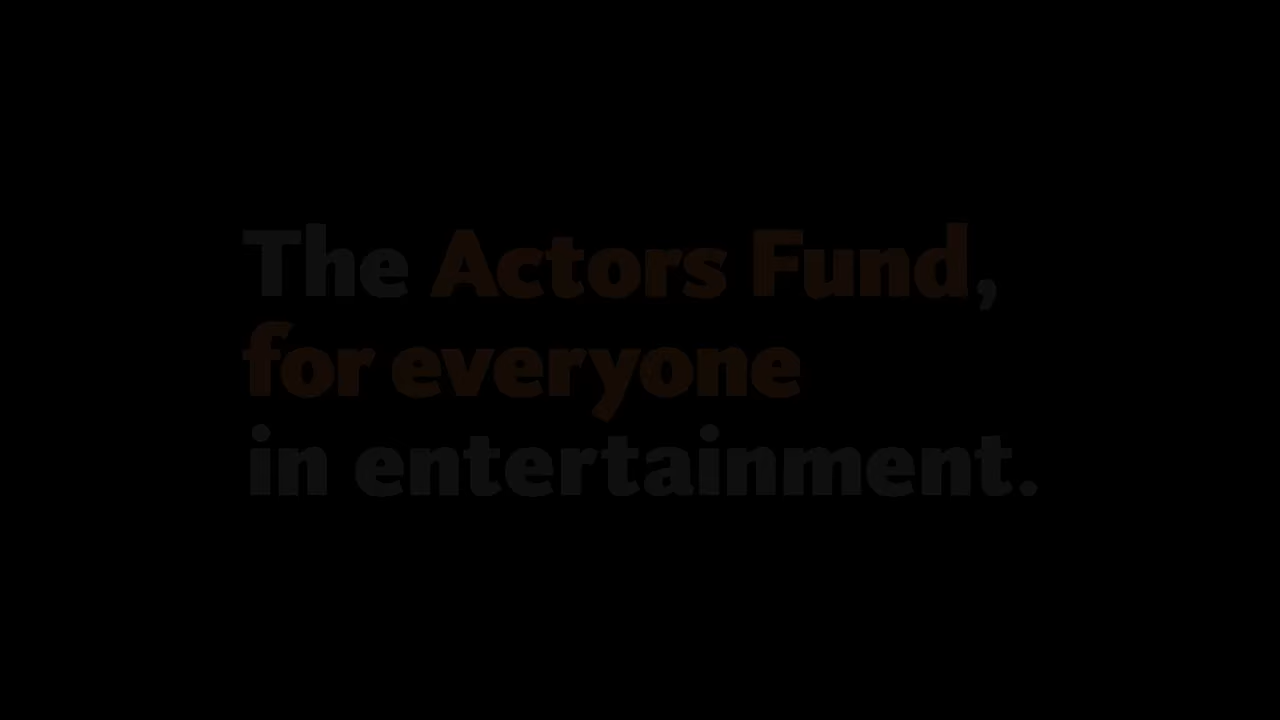 The Actors Fund,
for everyone
in entertainment.